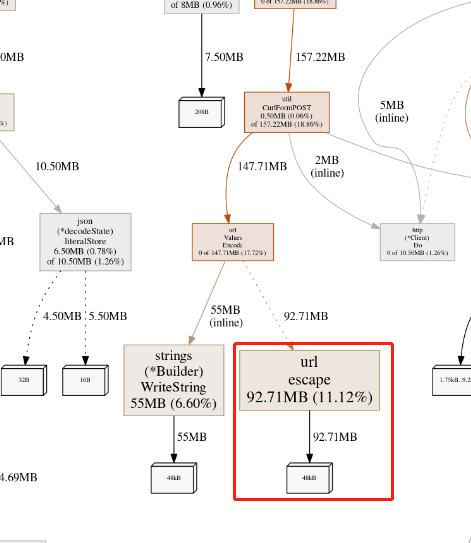 of 8MB (0.96%)
0 of 157.22MB (18.86%)
0MB
7.50MB
157.22MB
208B
util
CurlFormPOST
0.50MB (0.06%)
of 157.22MB (18.86%)
5MB
(inline)
%)
10.50MB
147.71MB
2MB
(inline)
json
(*decodeState)
literalStore
6.50MB (0.78%)
of 10.50MB (1.26%)
url
Values
Encode
0 of 147.71MB (17.72%)
http
(*Client)
Do
0 of 10.50MB (1.26%)
MB
4.50MB
5.50MB
55MB
(inline)
92.71MB
32B
16B
strings
(*Builder)
WriteString
55MB (6.60%)
url
escape
92.71MB (11.12%)
1.75kB..9.2
55MB
92.71MB
4.69MB
48kB
48kB